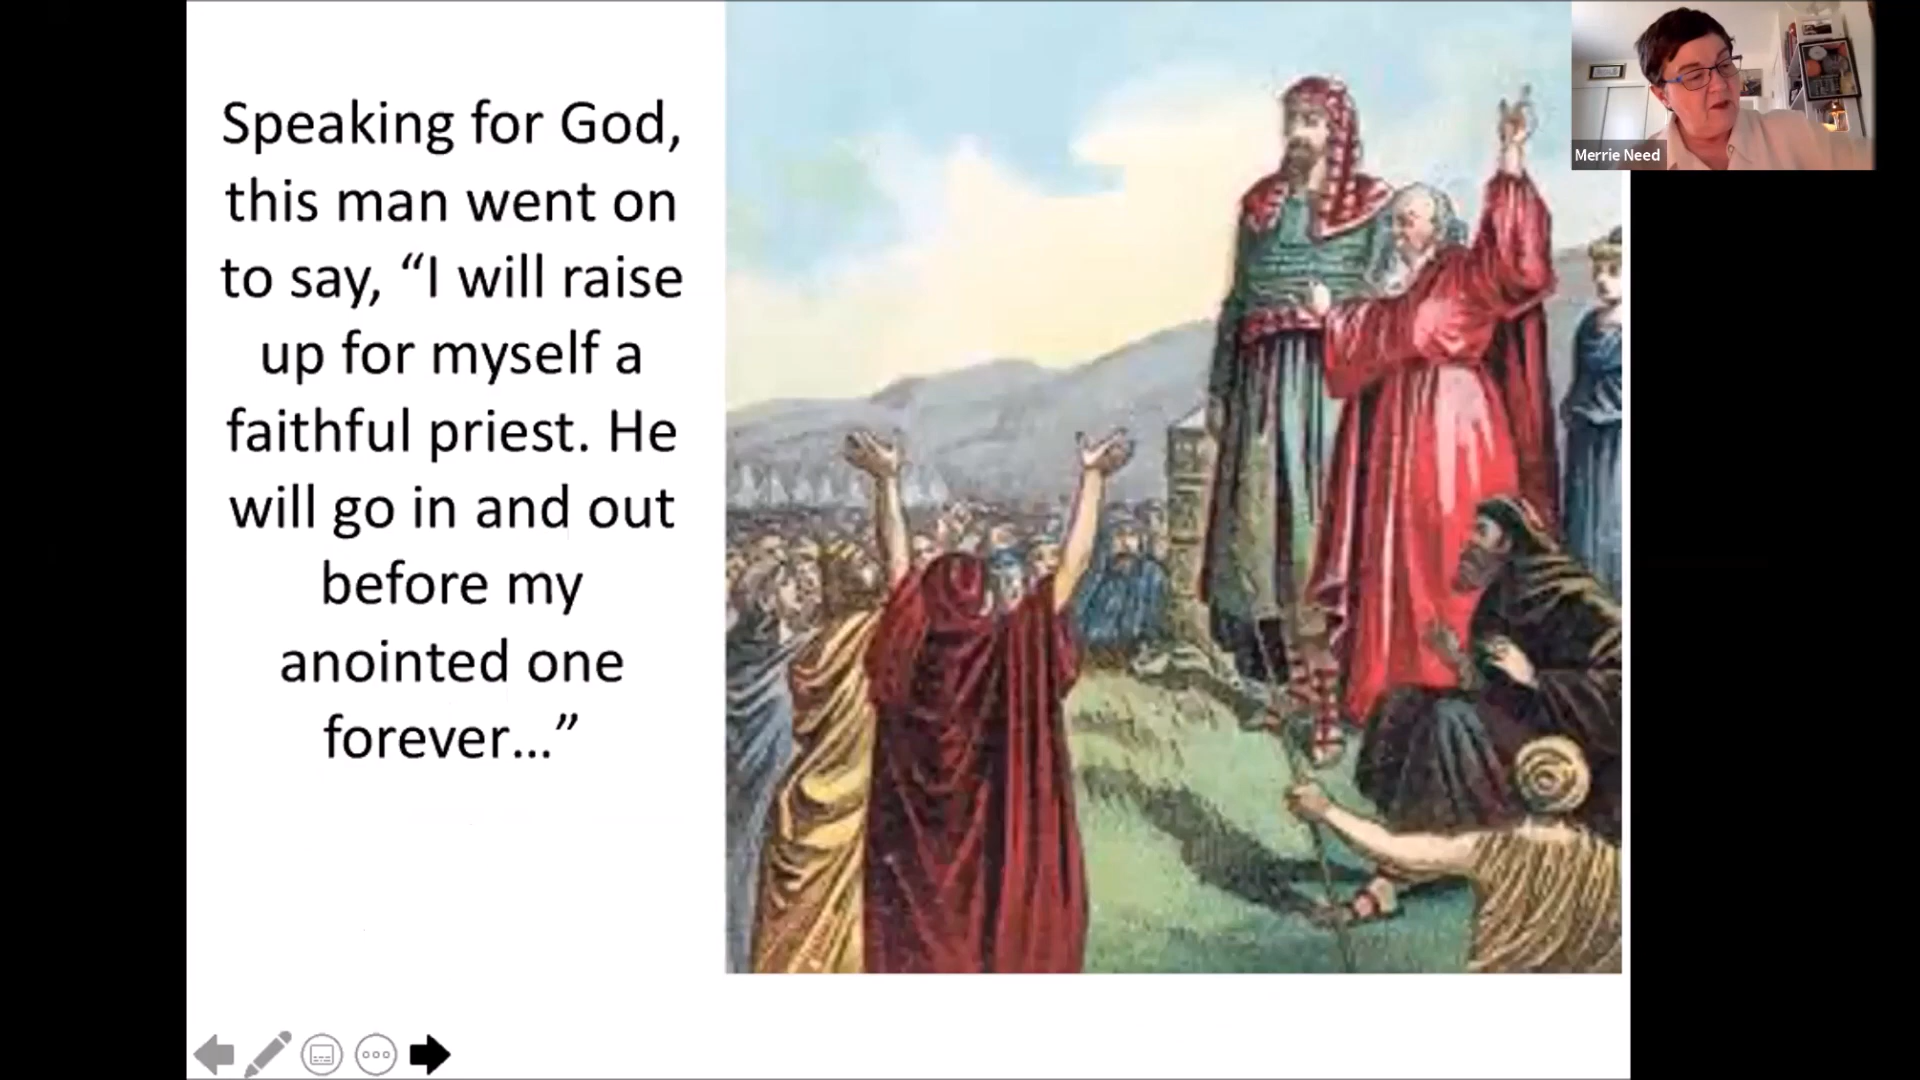 Speaking for God,
this man went on
to say, “I will raise
up for myself a
faithful priest. He
will go in and out
before my
anointed one
forever…”
Merrie Need